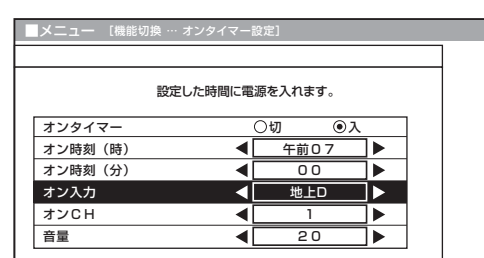 ■メニュー ［機能切換 … オンタイマー設定］
設定した時間に電源を入れます。
オンタイマー ○切 ◉入
オン時刻（時） ◀ 午前０７ ▶
オン時刻（分） ◀ ００ ▶
オン入力 ◀ 地上D ▶
オンＣＨ ◀ １ ▶
音量 ◀ ２０ ▶